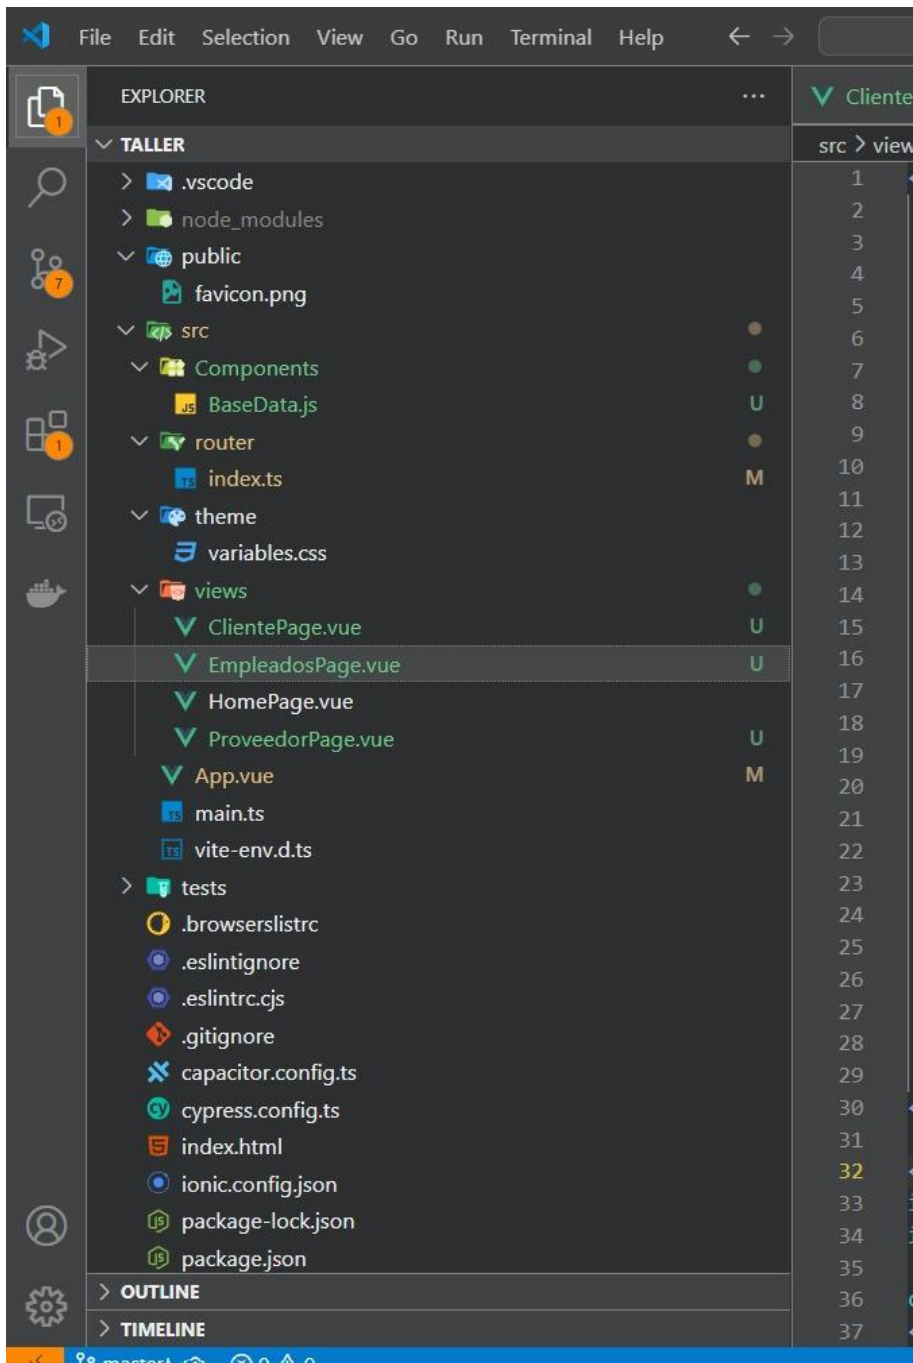 File Edit Selection View Go Run Terminal Help
1
7
1
EXPLORER
TALLER
.vscode
node_modules
public
favicon.png
src
Components
BaseData.js U
router
index.ts M
theme
variables.css
views
ClientePage.vue U
EmpleadosPage.vue U
HomePage.vue
ProveedorPage.vue U
App.vue M
main.ts
vite-env.d.ts
tests
.browserslistrc
.eslintignore
.eslintrc.cjs
.gitignore
capacitor.config.ts
cypress.config.ts
index.html
ionic.config.json
package-lock.json
package.json
OUTLINE
TIMELINE
Cliente
src > view
1
2
3
4
5
6
7
8
9
10
11
12
13
14
15
16
17
18
19
20
21
22
23
24
25
26
27
28
29
30
31
32
33
34
35
36
37